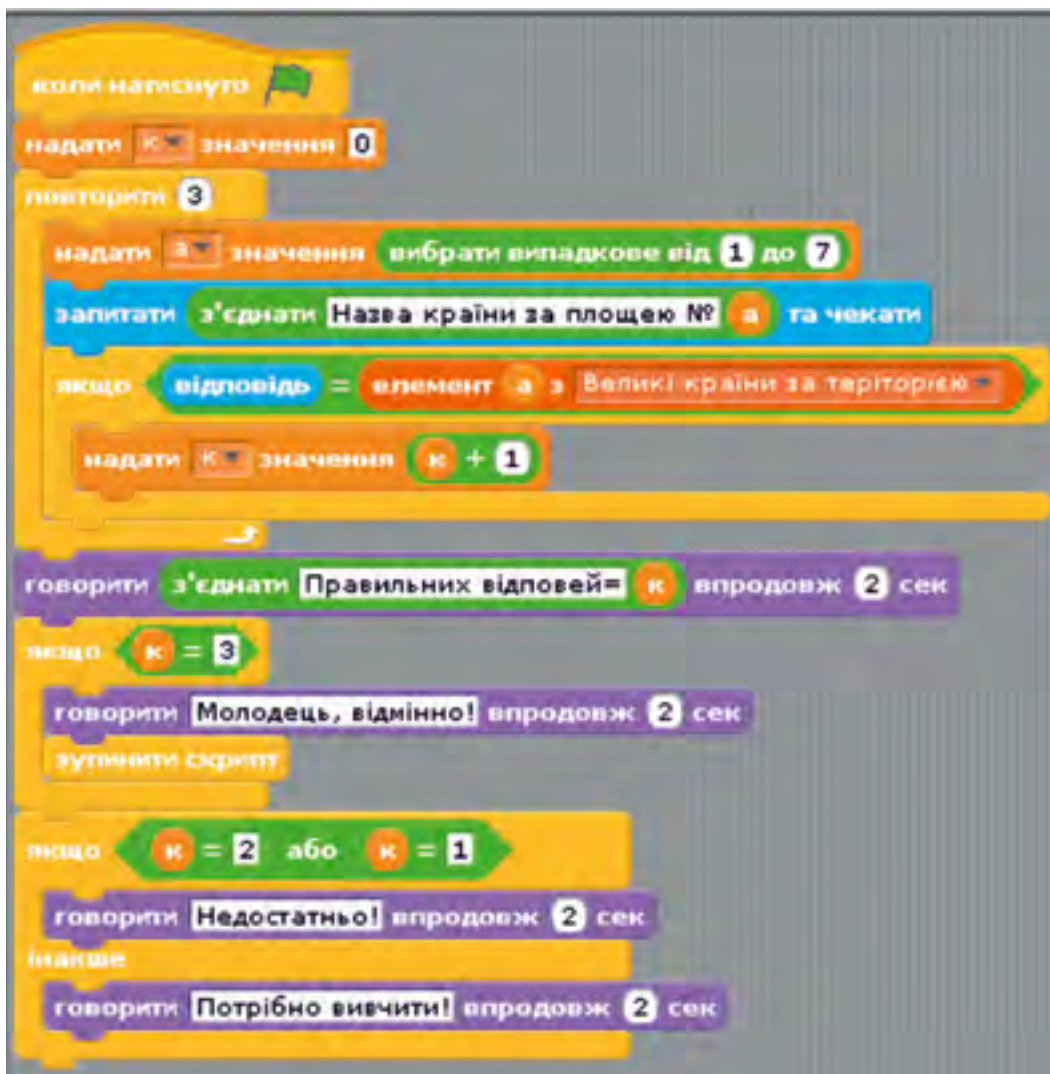 коли натиснуто
надати к значення 0
повторити 3
надати а значення вибрати випадкове від 1 до 7
запитати з'єднати Назва країни за площею № а та чекати
якщо відповідь = елемент а з Великі країни за теріторією
надати к значення к + 1
говорити з'єднати Правильних відповей= к впродовж 2 сек
якщо к = 3
говорити Молодець, відмінно! впродовж 2 сек
зупинити скрипт
якщо к = 2 або к = 1
говорити Недостатньо! впродовж 2 сек
інакше
говорити Потрібно вивчити! впродовж 2 сек